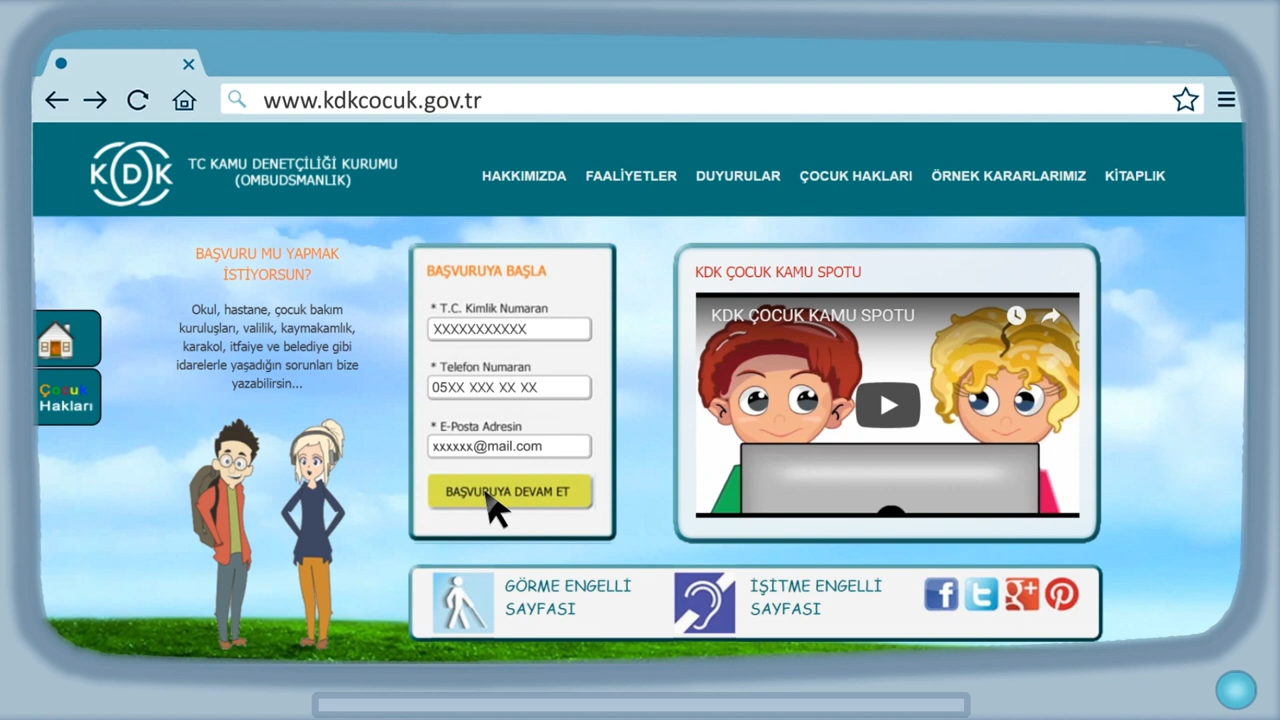 www.kdkcocuk.gov.tr
KDK
TC KAMU DENETÇİLİĞİ KURUMU
(OMBUDSMANLIK)
HAKKIMIZDA FAALİYETLER DUYURULAR ÇOCUK HAKLARI ÖRNEK KARARLARIMIZ KİTAPLIK
BAŞVURU MU YAPMAK
İSTİYORSUN?
Okul, hastane, çocuk bakım
kuruluşları, valilik, kaymakamlık,
karakol, itfaiye ve belediye gibi
idarelerle yaşadığın sorunları bize
yazabilirsin...
Çocuk
Hakları
BAŞVURUYA BAŞLA
* T.C. Kimlik Numaran
XXXXXXXXXXX
* Telefon Numaran
05XX XXX XX XX
* E-Posta Adresin
xxxxxx@mail.com
BAŞVURUYA DEVAM ET
KDK ÇOCUK KAMU SPOTU
KDK ÇOCUK KAMU SPOTU
GÖRME ENGELLİ
SAYFASI
İŞİTME ENGELLİ
SAYFASI